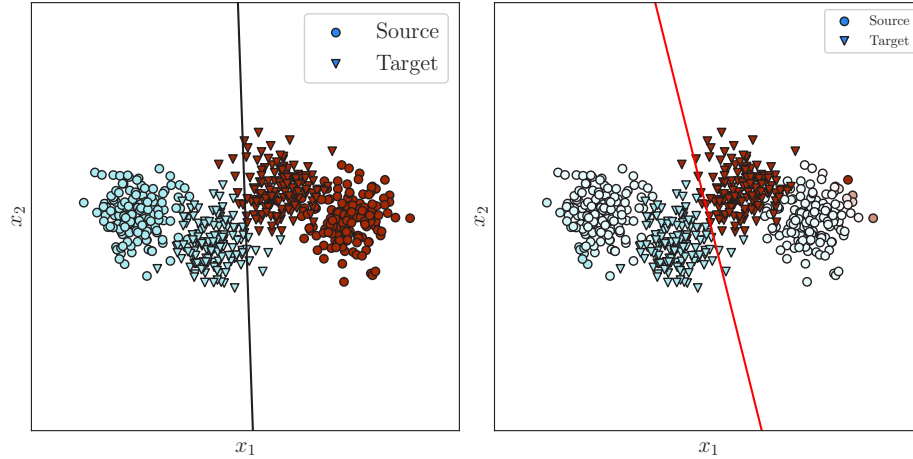 Source
Target
x₂
x₁
Source
Target
x₂
x₁